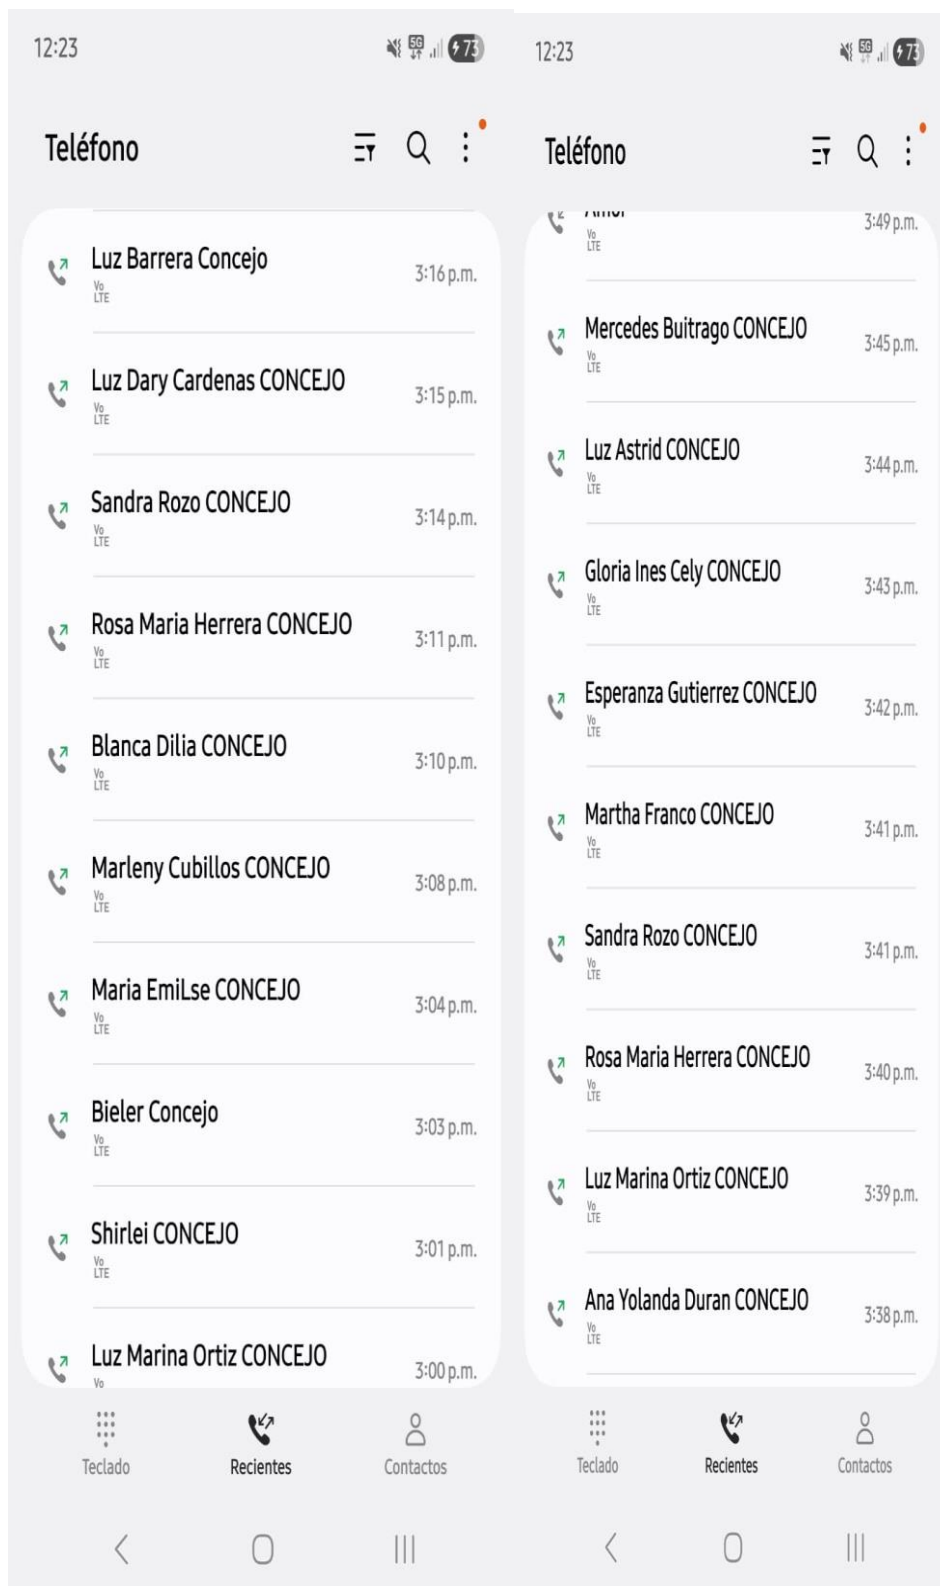 12:23
5G
73
Teléfono
Luz Barrera Concejo
Vo
LTE
3:16 p.m.
Luz Dary Cardenas CONCEJO
Vo
LTE
3:15 p.m.
Sandra Rozo CONCEJO
Vo
LTE
3:14 p.m.
Rosa Maria Herrera CONCEJO
Vo
LTE
3:11 p.m.
Blanca Dilia CONCEJO
Vo
LTE
3:10 p.m.
Marleny Cubillos CONCEJO
Vo
LTE
3:08 p.m.
Maria EmiLse CONCEJO
Vo
LTE
3:04 p.m.
Bieler Concejo
Vo
LTE
3:03 p.m.
Shirlei CONCEJO
Vo
LTE
3:01 p.m.
Luz Marina Ortiz CONCEJO
Vo
3:00 p.m.
Teclado
Recientes
Contactos
12:23
5G
73
Teléfono
Amor
Vo
LTE
3:49 p.m.
Mercedes Buitrago CONCEJO
Vo
LTE
3:45 p.m.
Luz Astrid CONCEJO
Vo
LTE
3:44 p.m.
Gloria Ines Cely CONCEJO
Vo
LTE
3:43 p.m.
Esperanza Gutierrez CONCEJO
Vo
LTE
3:42 p.m.
Martha Franco CONCEJO
Vo
LTE
3:41 p.m.
Sandra Rozo CONCEJO
Vo
LTE
3:41 p.m.
Rosa Maria Herrera CONCEJO
Vo
LTE
3:40 p.m.
Luz Marina Ortiz CONCEJO
Vo
LTE
3:39 p.m.
Ana Yolanda Duran CONCEJO
Vo
LTE
3:38 p.m.
Teclado
Recientes
Contactos